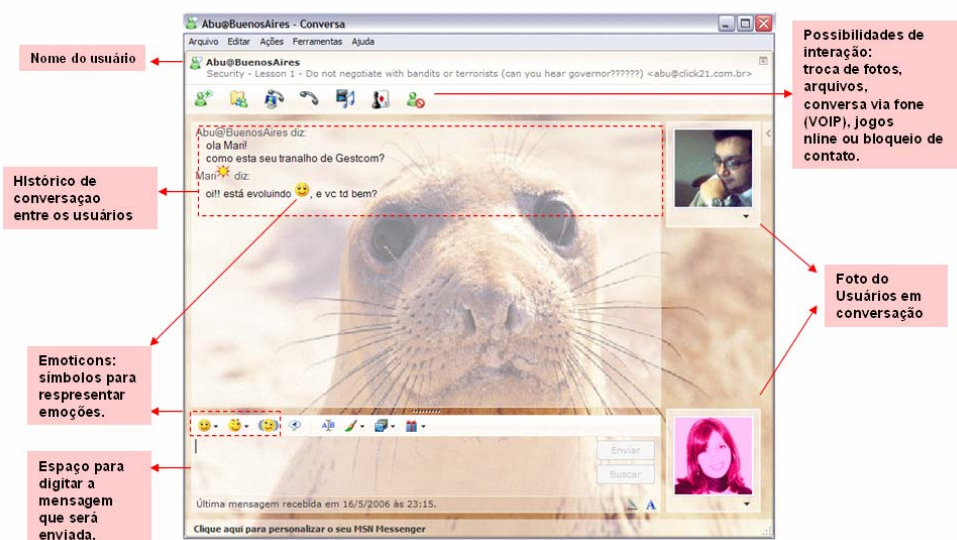 Abu@BuenosAires - Conversa
Arquivo Editar Ações Ferramentas Ajuda
Nome do usuário
Abu@BuenosAires
Security - Lesson 1 - Do not negotiate with bandits or terrorists (can you hear governor??????) <abu@click21.com.br>
Possibilidades de
interação:
troca de fotos,
arquivos,
conversa via fone
(VOIP), jogos
nline ou bloqueio de
contato.
Abu@BuenosAires diz:
ola Mari!
como esta seu tranalho de Gestcom?
Mari diz:
oi!! está evoluindo , e vc td bem?
HIstórico de
conversaçao
entre os usuários
Foto do
Usuários em
conversação
Emoticons:
símbolos para
respresentar
emoções.
Espaço para
digitar a
mensagem
que será
enviada.
Enviar
Buscar
Última mensagem recebida em 16/5/2006 às 23:15.
A
Clique aqui para personalizar o seu MSN Messenger